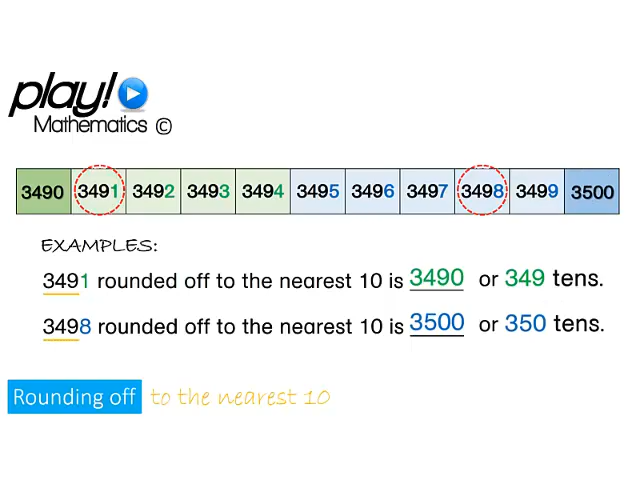 play!
Mathematics ©
3490 3491 3492 3493 3494 3495 3496 3497 3498 3499 3500
EXAMPLES:
3491 rounded off to the nearest 10 is 3490 or 349 tens.
3498 rounded off to the nearest 10 is 3500 or 350 tens.
Rounding off to the nearest 10